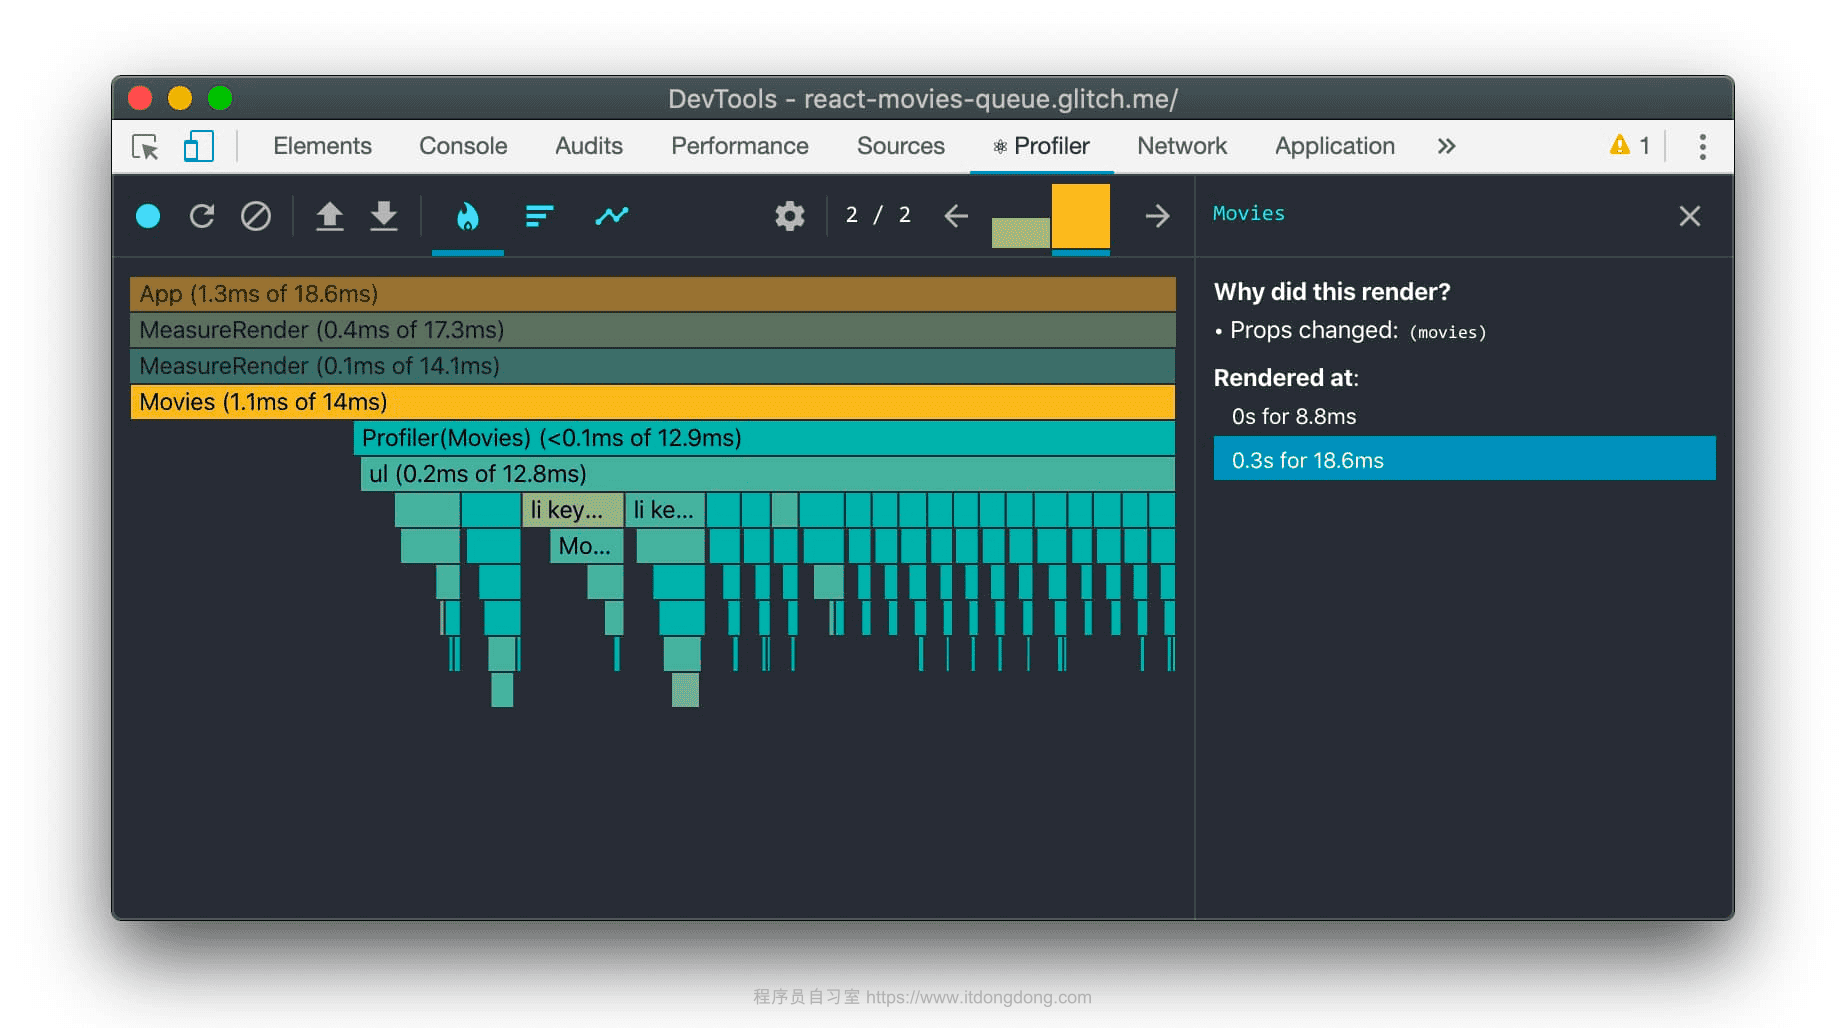 DevTools - react-movies-queue.glitch.me/
Elements Console Audits Performance Sources Profiler Network Application 1
2 / 2
Movies
App (1.3ms of 18.6ms)
MeasureRender (0.4ms of 17.3ms)
MeasureRender (0.1ms of 14.1ms)
Movies (1.1ms of 14ms)
Profiler(Movies) (<0.1ms of 12.9ms)
ul (0.2ms of 12.8ms)
li key... li ke...
Mo...
Why did this render?
• Props changed: (movies)
Rendered at:
0s for 8.8ms
0.3s for 18.6ms
程序员自习室 https://www.itdongdong.com